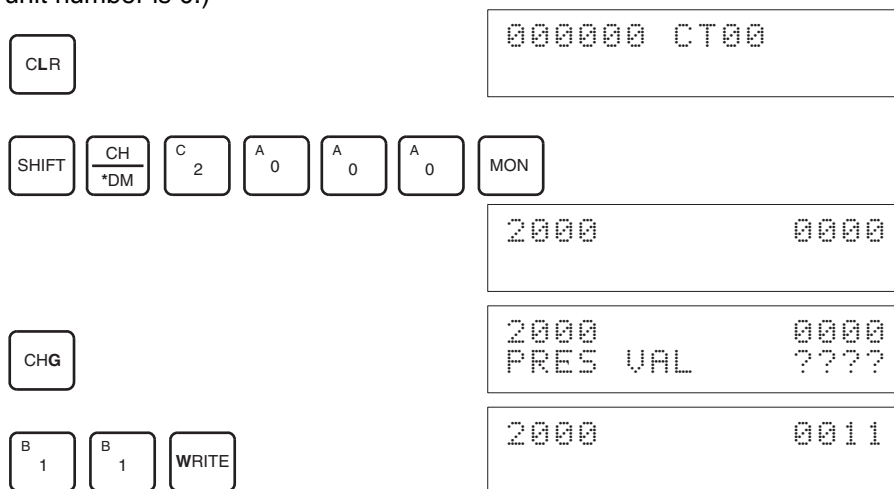 unit number is 0.)
000000 CT00
CLR
SHIFT CH *DM C 2 A 0 A 0 A 0 MON
2000 0000
2000 0000
CHG PRES VAL ????
B 1 B 1 WRITE
2000 0011